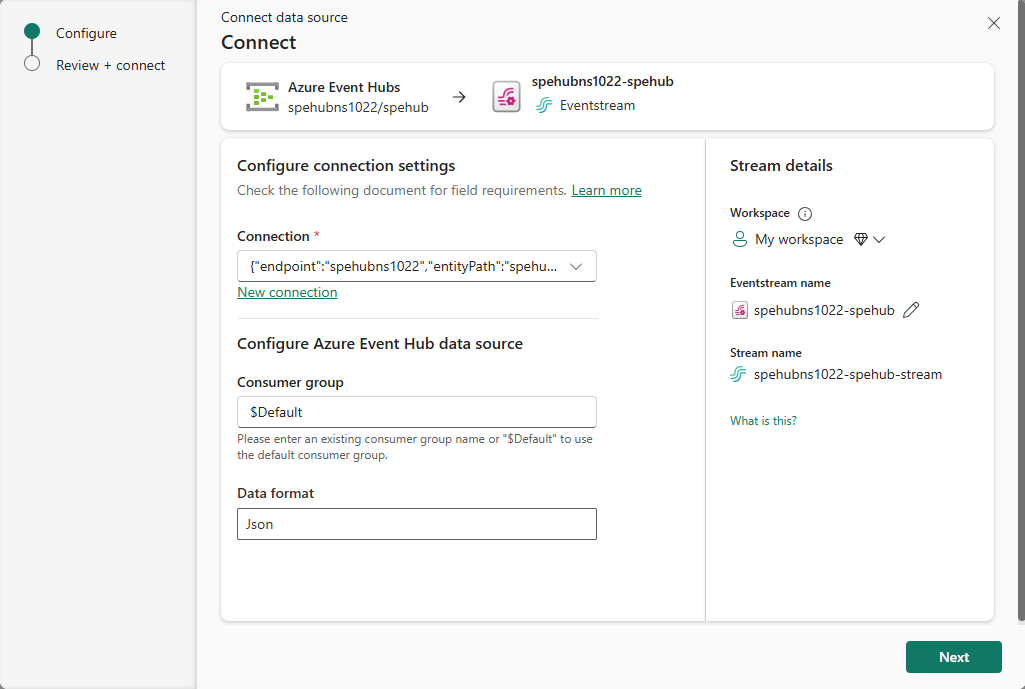 Configure
Review + connect
Connect data source
Connect
Azure Event Hubs
spehubns1022/spehub
spehubns1022-spehub
Eventstream
Configure connection settings
Check the following document for field requirements. Learn more
Connection *
{"endpoint":"spehubns1022","entityPath":"spehu...
New connection
Configure Azure Event Hub data source
Consumer group
$Default
Please enter an existing consumer group name or "$Default" to use
the default consumer group.
Data format
Json
Stream details
Workspace
My workspace
Eventstream name
spehubns1022-spehub
Stream name
spehubns1022-spehub-stream
What is this?
Next